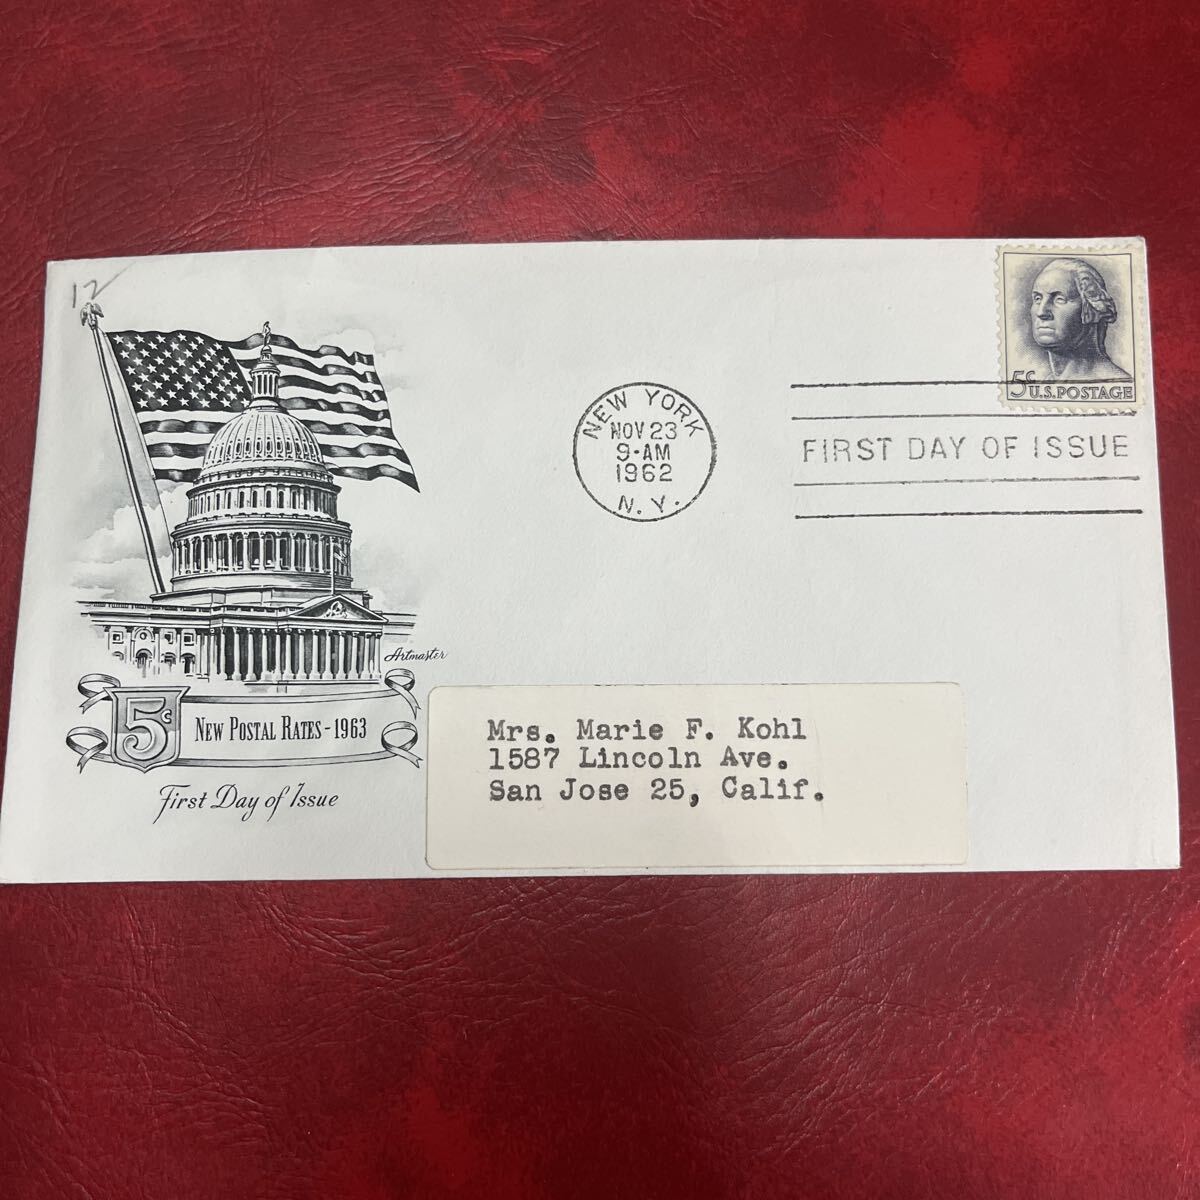 12
NEW YORK
NOV 23
9-AM
1962
N. Y.
5c U.S. POSTAGE
FIRST DAY OF ISSUE
Artmaster
5c
NEW POSTAL RATES - 1963
First Day of Issue
Mrs. Marie F. Kohl
1587 Lincoln Ave.
San Jose 25, Calif.